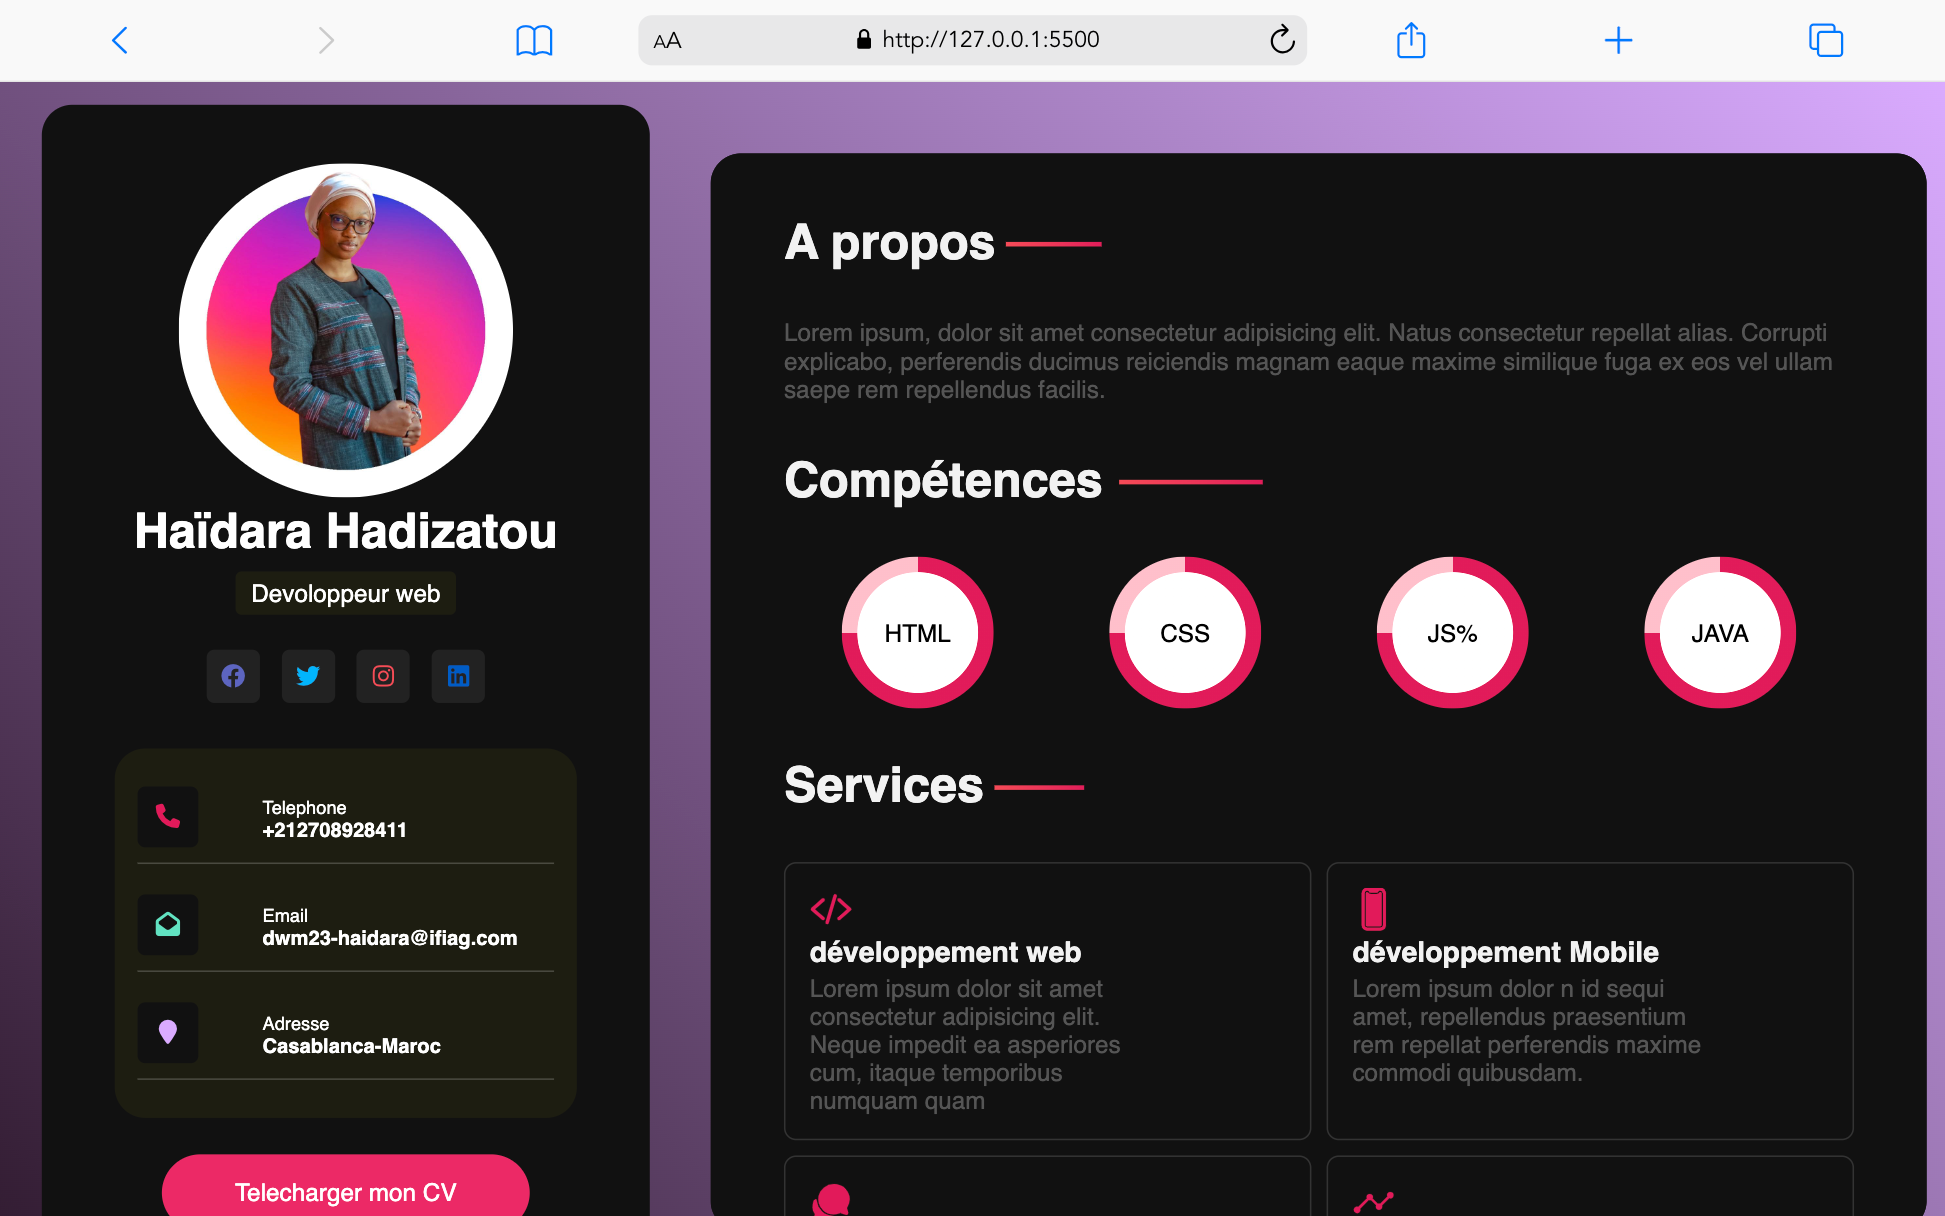 AA
http://127.0.0.1:5500
Haïdara Hadizatou
Devoloppeur web
Telephone
+212708928411
Email
dwm23-haidara@ifiag.com
Adresse
Casablanca-Maroc
Telecharger mon CV
A propos
Lorem ipsum, dolor sit amet consectetur adipisicing elit. Natus consectetur repellat alias. Corrupti
explicabo, perferendis ducimus reiciendis magnam eaque maxime similique fuga ex eos vel ullam
saepe rem repellendus facilis.
Compétences
HTML
CSS
JS%
JAVA
Services
développement web
Lorem ipsum dolor sit amet
consectetur adipisicing elit.
Neque impedit ea asperiores
cum, itaque temporibus
numquam quam
développement Mobile
Lorem ipsum dolor n id sequi
amet, repellendus praesentium
rem repellat perferendis maxime
commodi quibusdam.